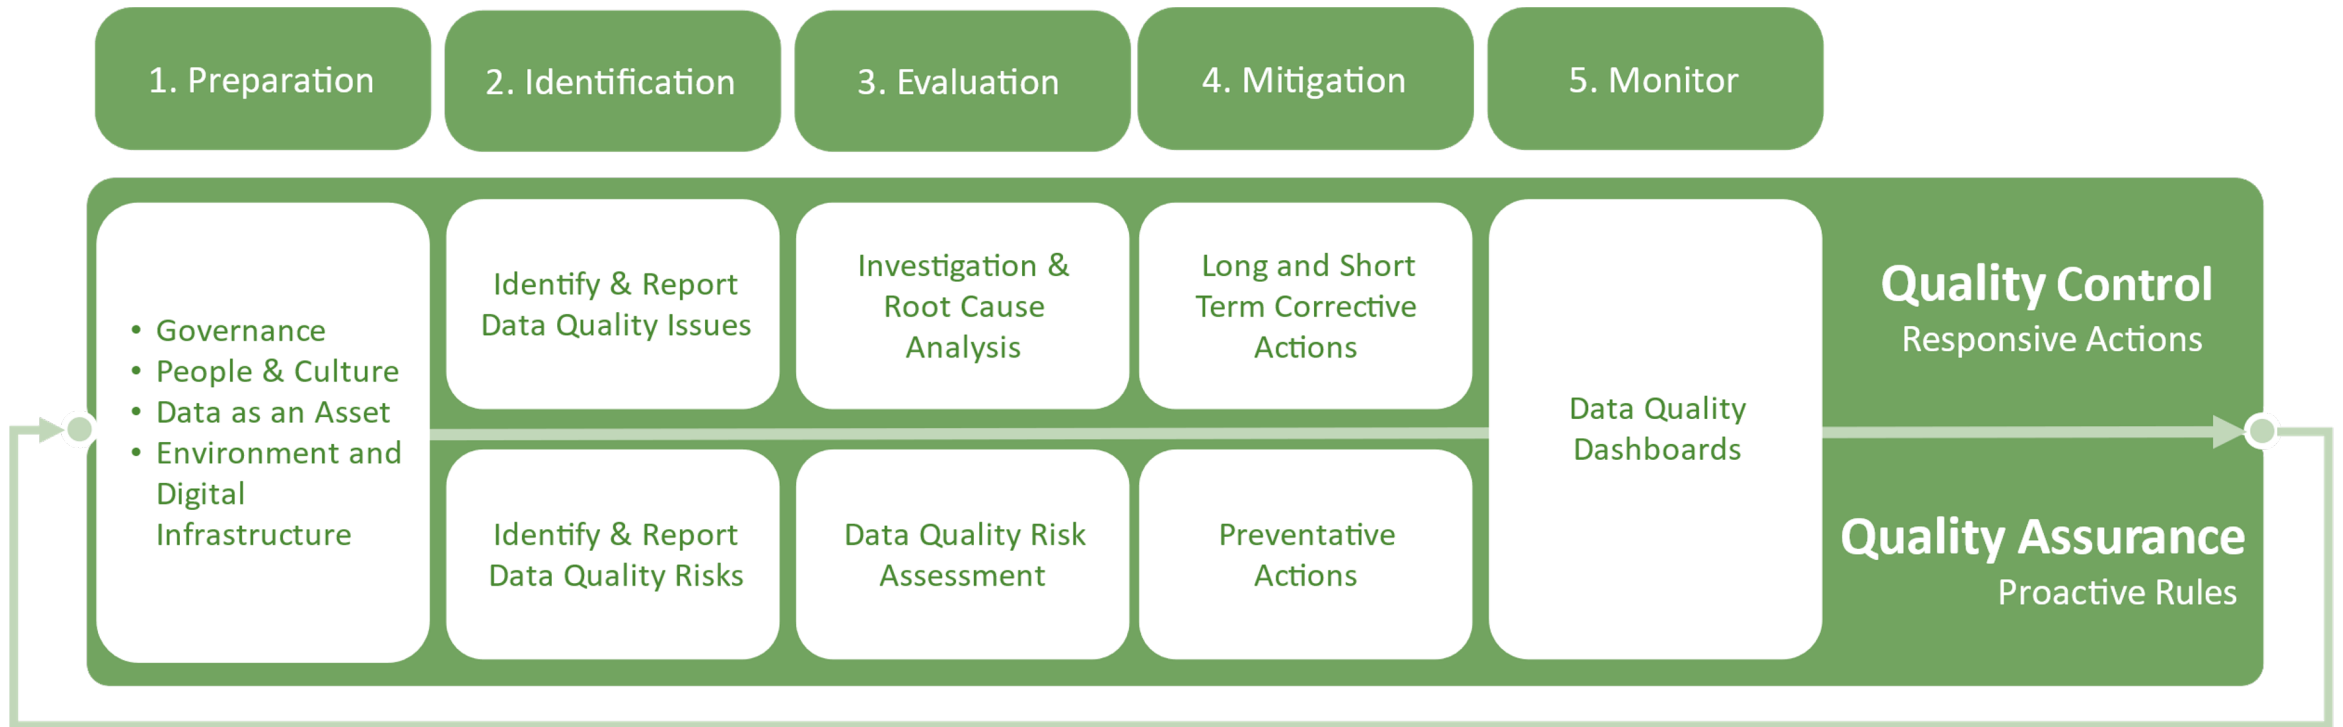 1. Preparation
2. Identification
3. Evaluation
4. Mitigation
5. Monitor
• Governance
• People & Culture
• Data as an Asset
• Environment and
Digital
Infrastructure
Identify & Report
Data Quality Issues
Investigation &
Root Cause
Analysis
Long and Short
Term Corrective
Actions
Identify & Report
Data Quality Risks
Data Quality Risk
Assessment
Preventative
Actions
Data Quality
Dashboards
Quality Control
Responsive Actions
Quality Assurance
Proactive Rules